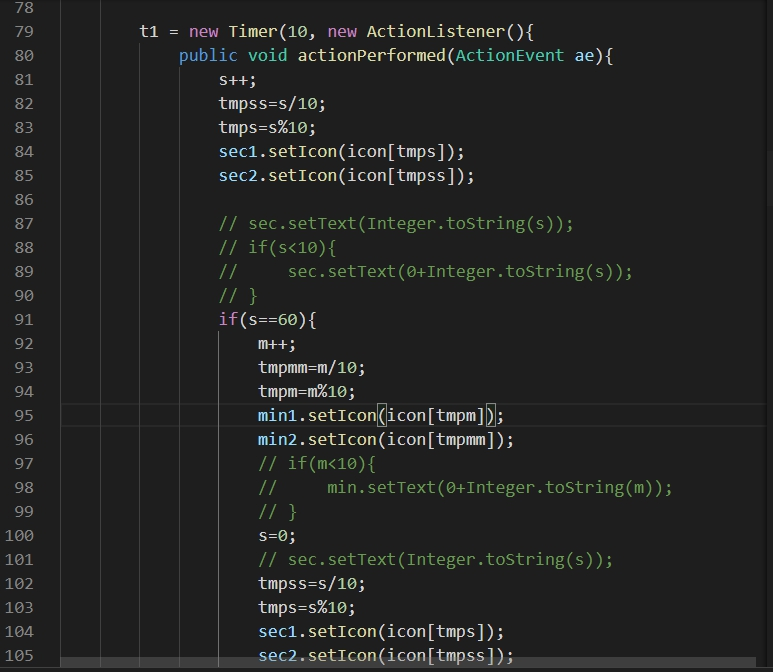 78
79 t1 = new Timer(10, new ActionListener(){
80 public void actionPerformed(ActionEvent ae){
81 s++;
82 tmpss=s/10;
83 tmps=s%10;
84 sec1.setIcon(icon[tmps]);
85 sec2.setIcon(icon[tmpss]);
86
87 // sec.setText(Integer.toString(s));
88 // if(s<10){
89 //     sec.setText(0+Integer.toString(s));
90 // }
91 if(s==60){
92 m++;
93 tmpmm=m/10;
94 tmpm=m%10;
95 min1.setIcon(icon[tmpm]);
96 min2.setIcon(icon[tmpmm]);
97 // if(m<10){
98 //     min.setText(0+Integer.toString(m));
99 // }
100 s=0;
101 // sec.setText(Integer.toString(s));
102 tmpss=s/10;
103 tmps=s%10;
104 sec1.setIcon(icon[tmps]);
105 sec2.setIcon(icon[tmpss]);